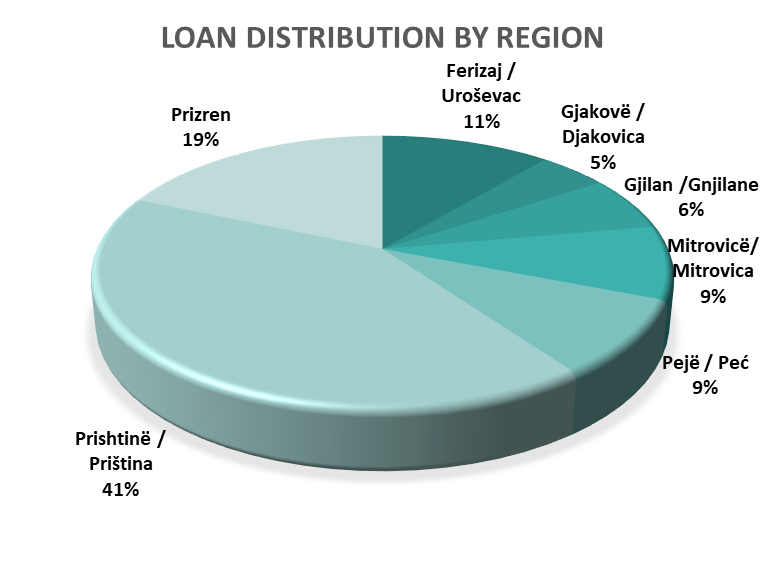 LOAN DISTRIBUTION BY REGION
Ferizaj /
Uroševac
11%
Gjakovë /
Djakovica
5%
Gjilan /Gnjilane
6%
Mitrovicë/
Mitrovica
9%
Pejë / Peć
9%
Prishtinë /
Priština
41%
Prizren
19%